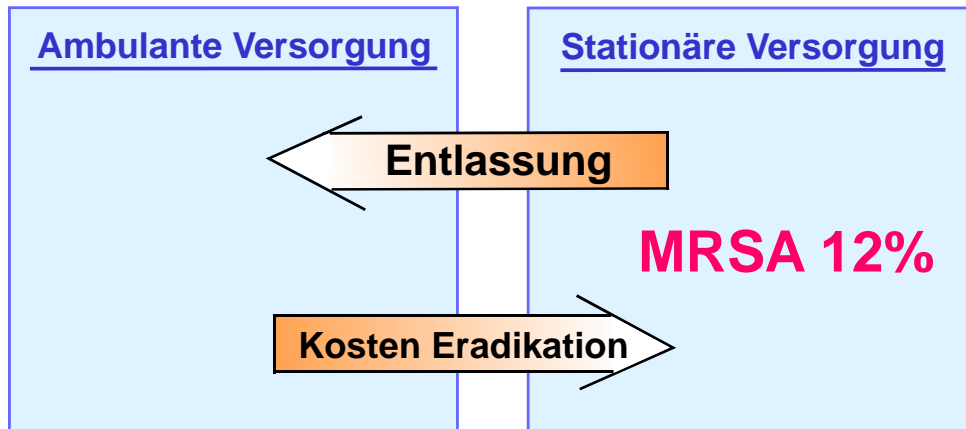 Ambulante Versorgung
Stationäre Versorgung
Entlassung
MRSA 12%
Kosten Eradikation